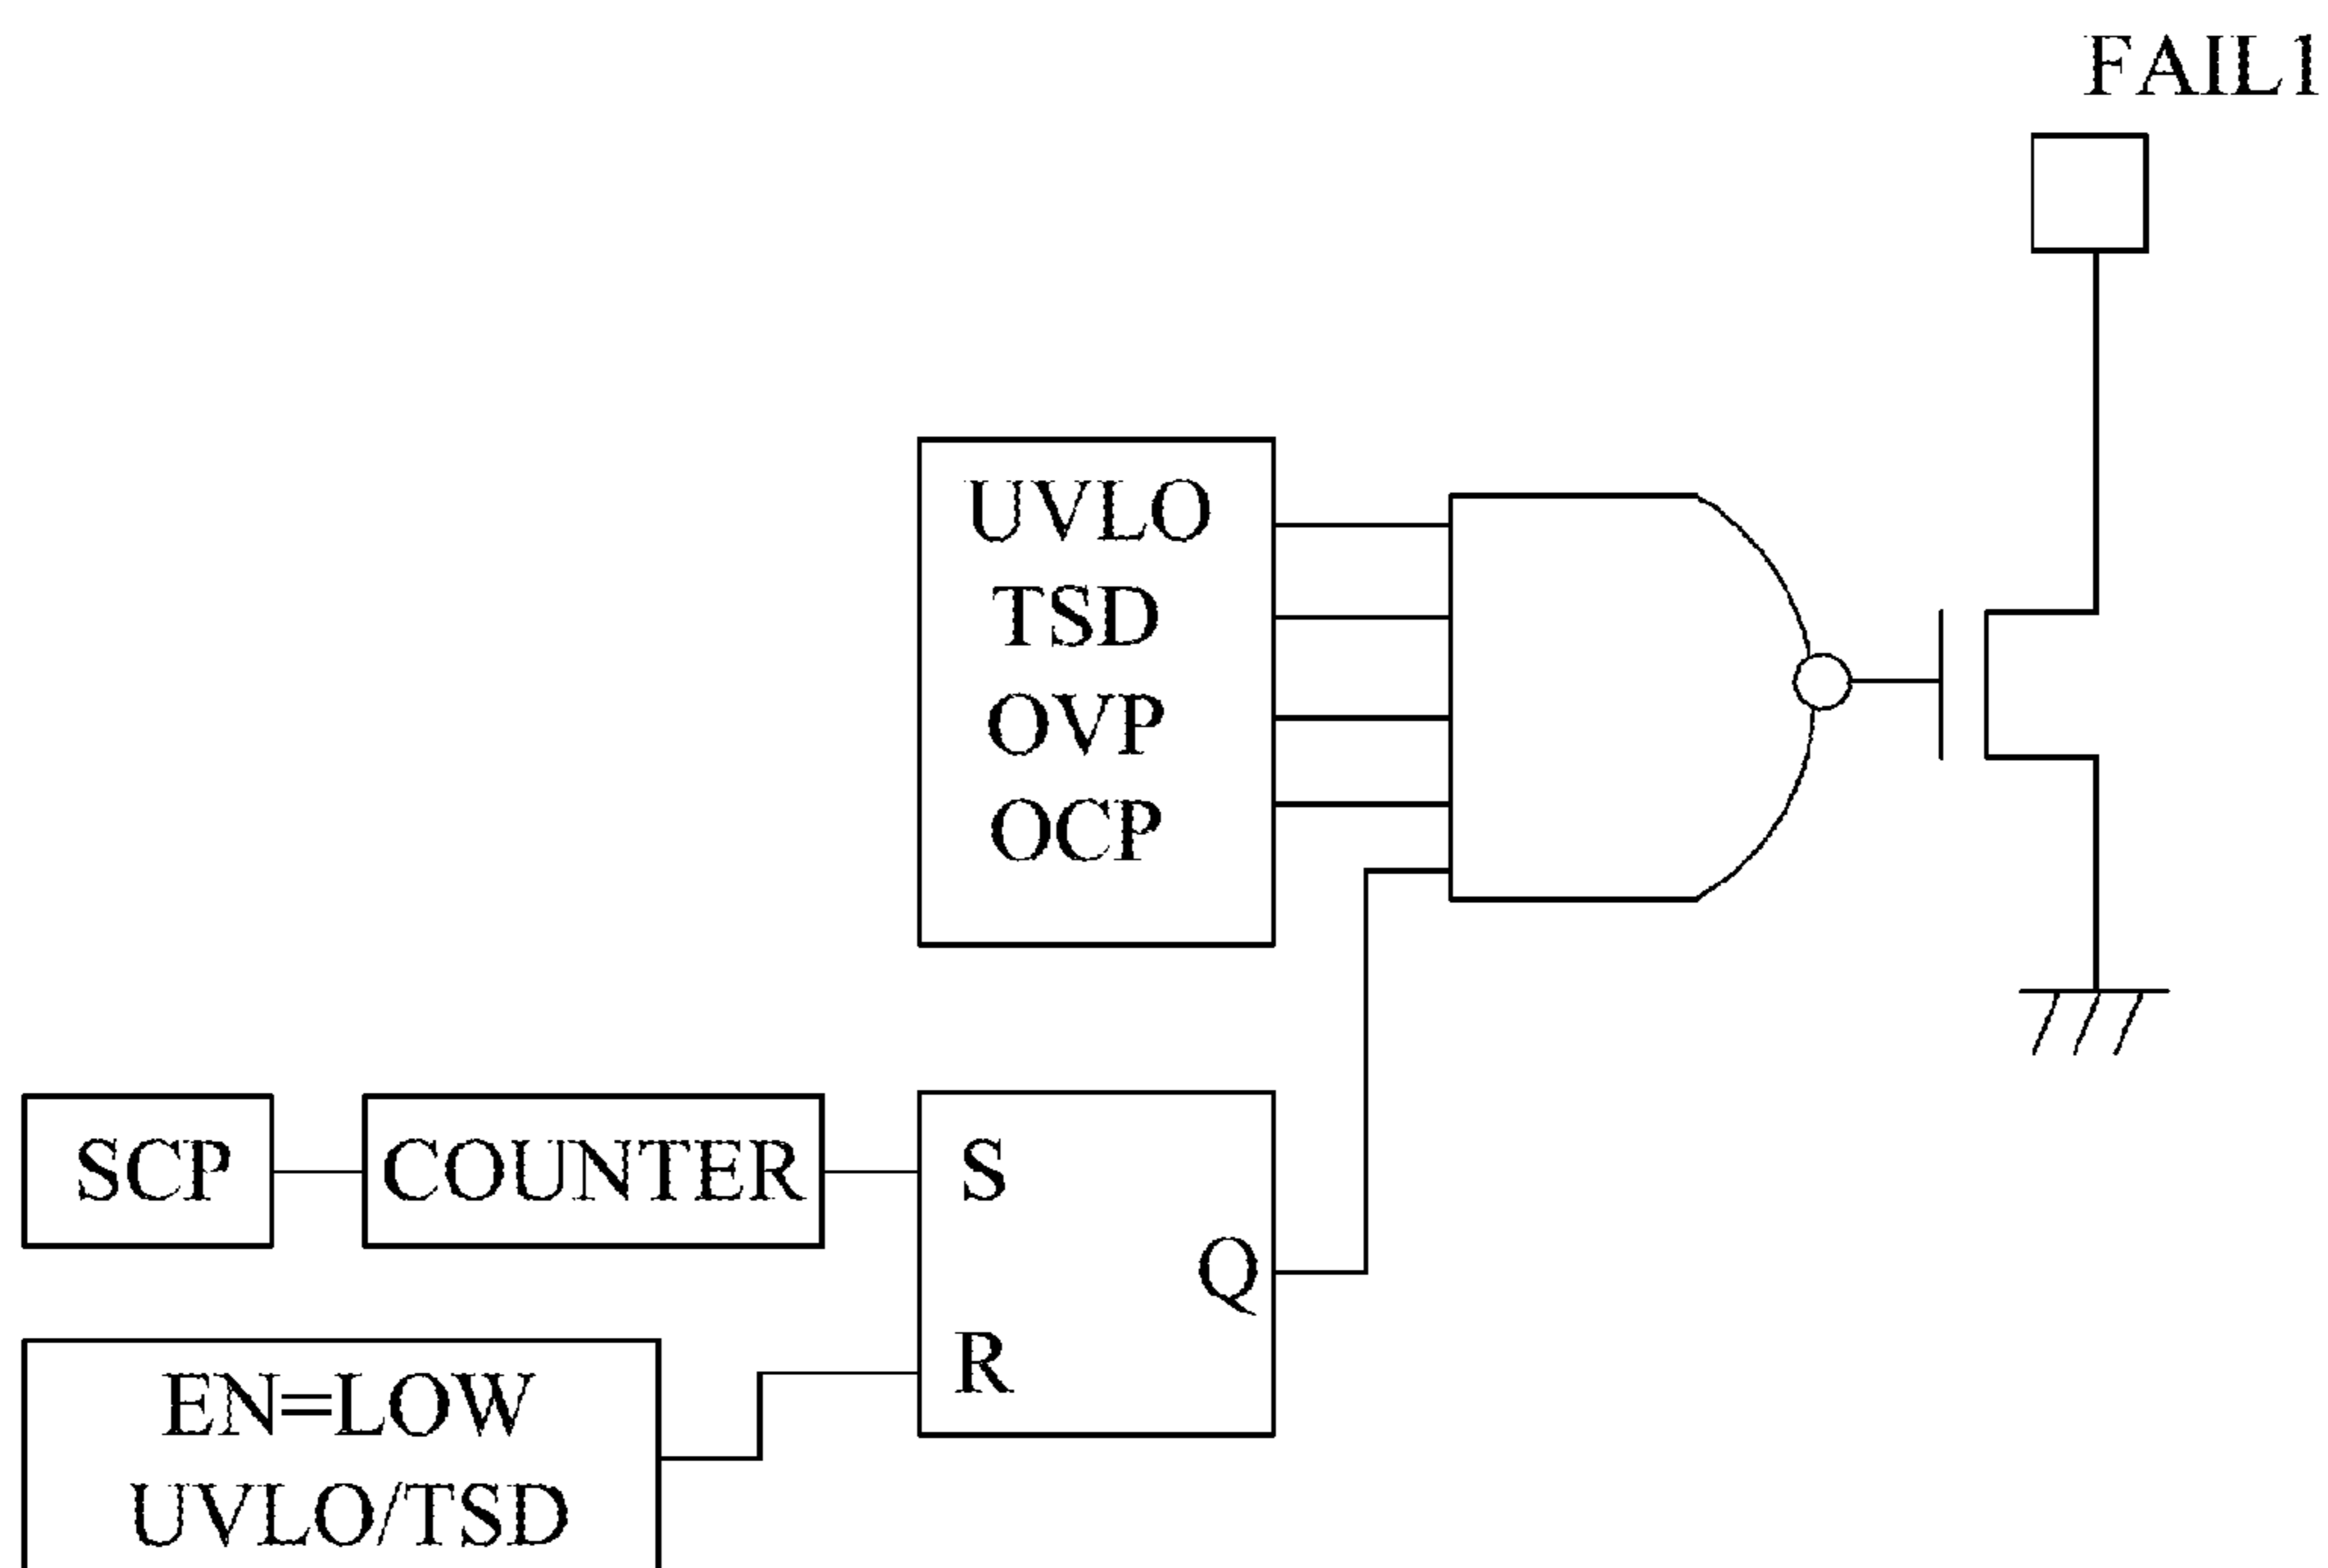 FAIL1
UVLO
TSD
OVP
OCP
SCP
COUNTER
S
Q
R
EN=LOW
UVLO/TSD